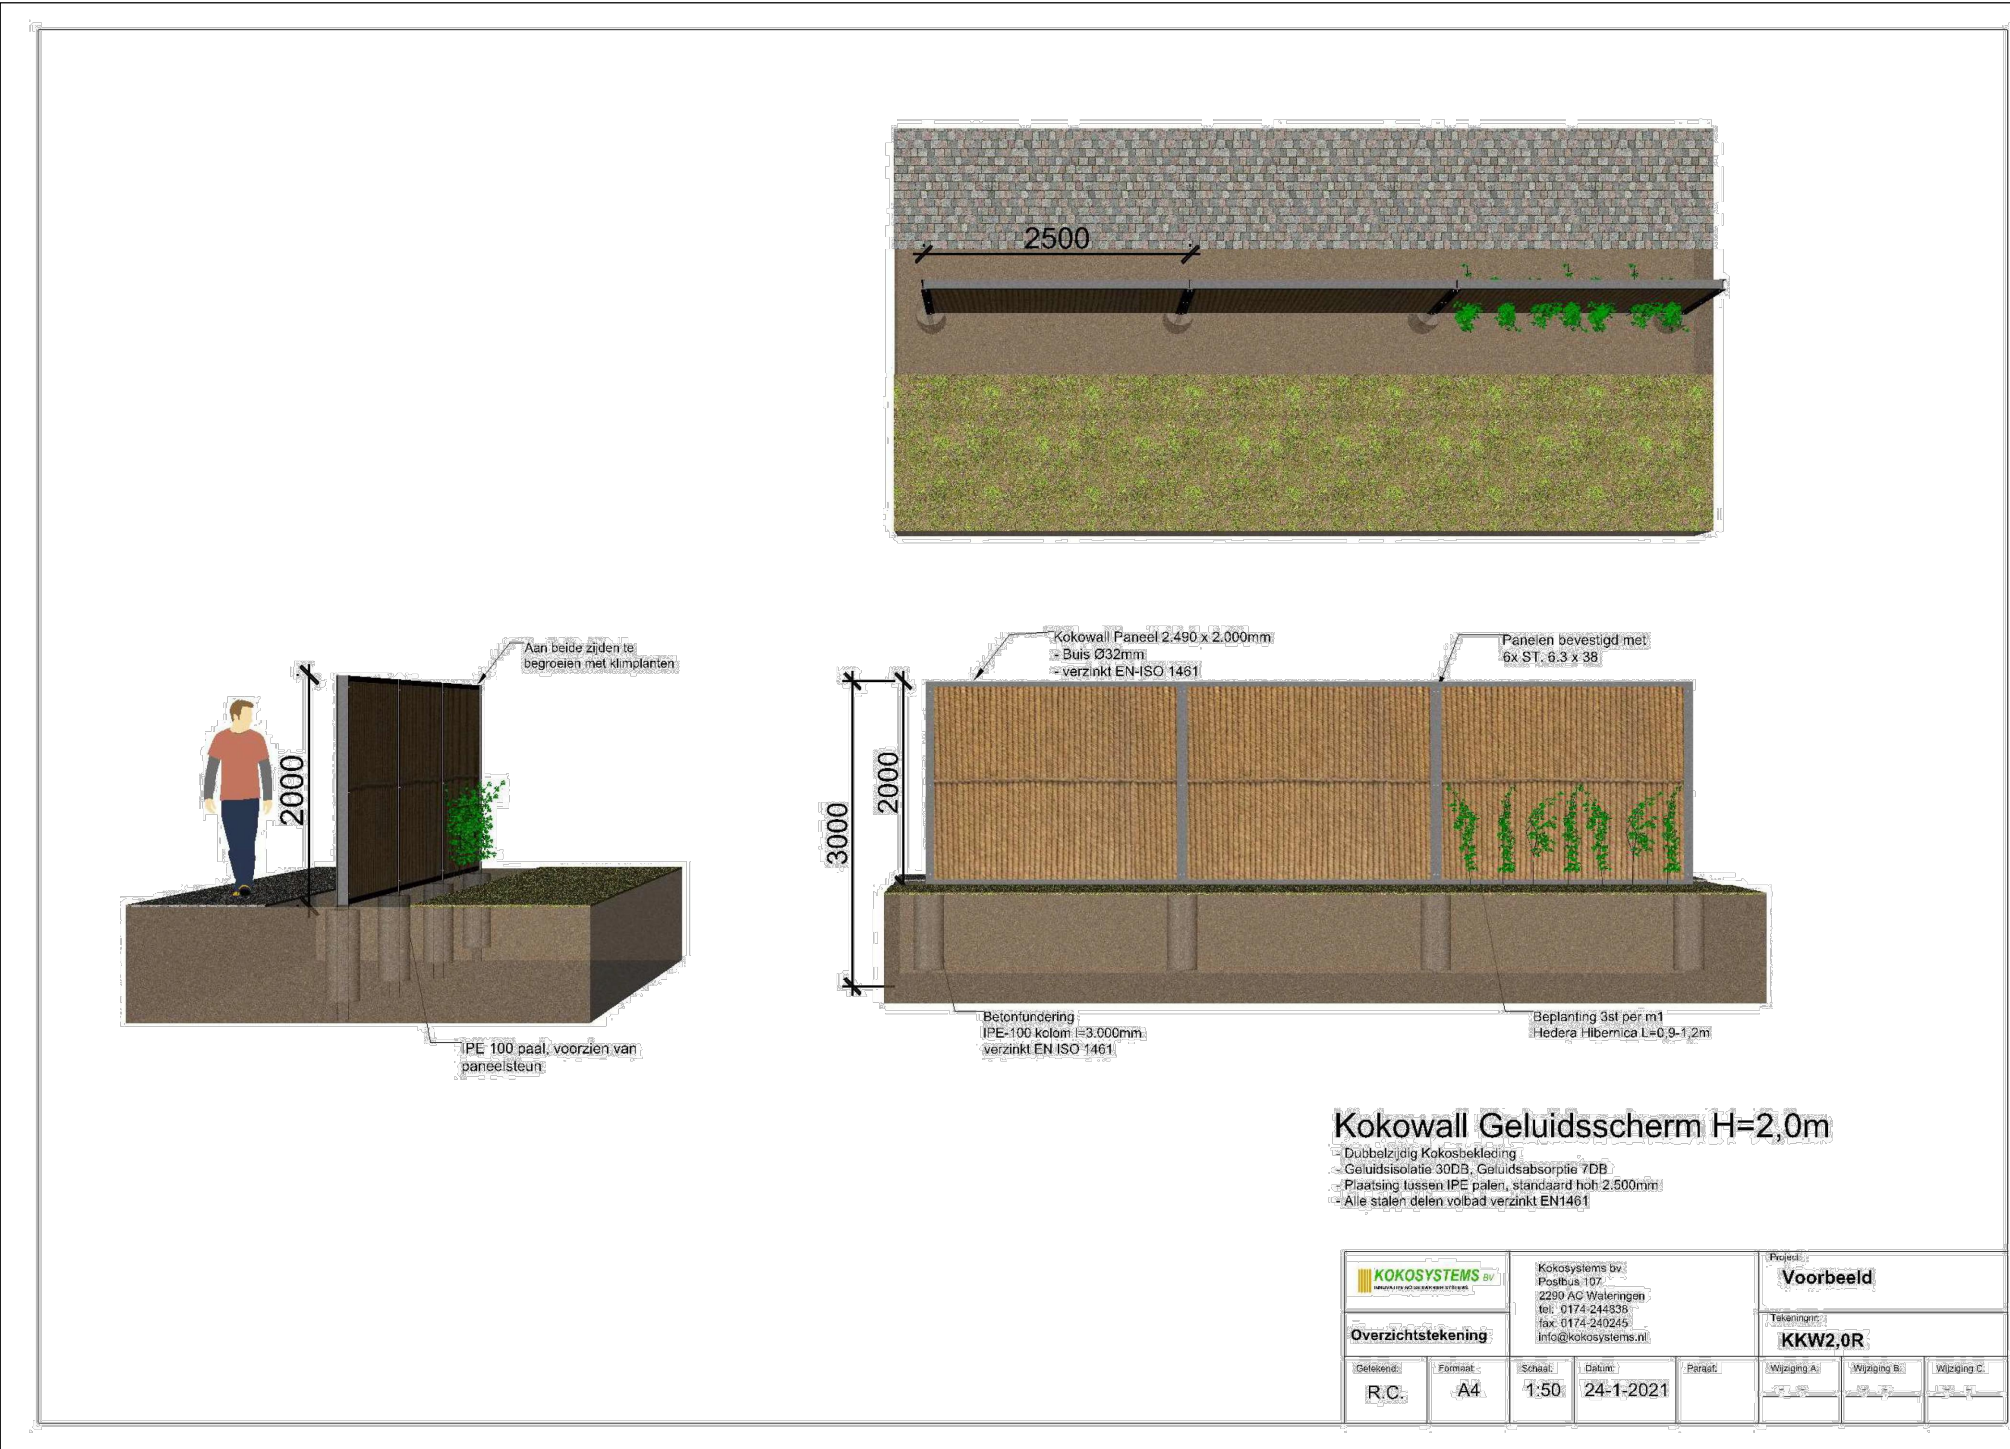 2500
Aan beide zijden te
begroeien met klimplanten
2000
IPE 100 paal, voorzien van
paneelsteun
Kokowall Paneel 2.490 x 2.000mm
- Buis Ø32mm
- verzinkt EN-ISO 1461
Panelen bevestigd met
6x ST. 6.3 x 38
3000
2000
Betonfundering
IPE-100 kolom l=3.000mm
verzinkt EN ISO 1461
Beplanting 3st per m1
Hedera Hibernica L=0,9-1,2m
Kokowall Geluidsscherm H=2,0m
- Dubbelzijdig Kokosbekleding
- Geluidsisolatie 30DB, Geluidsabsorptie 7DB
- Plaatsing tussen IPE palen, standaard hoh 2.500mm
- Alle stalen delen volbad verzinkt EN1461
KOKOSYSTEMS BV
Overzichtstekening
Kokosystems bv
Postbus 107
2290 AC Wateringen
tel: 0174-244838
fax: 0174-240245
info@kokosystems.nl
Project:
Voorbeeld
Tekeningnr:
KKW2,0R
Getekend:
R.C.
Formaat:
A4
Schaal:
1:50
Datum:
24-1-2021
Paraaf:
Wijziging A:
Wijziging B:
Wijziging C: